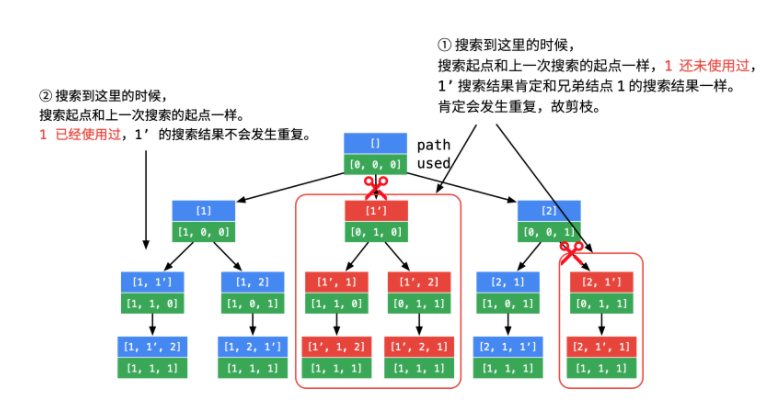 ① 搜索到这里的时候，
搜索起点和上一次搜索的起点一样，1 还未使用过，
1’ 搜索结果肯定和兄弟结点 1 的搜索结果一样。
肯定会发生重复，故剪枝。
② 搜索到这里的时候，
搜索起点和上一次搜索的起点一样。
1 已经使用过，1’ 的搜索结果不会发生重复。
[] path
[0, 0, 0] used
[1] [1’] [2]
[1, 0, 0] [0, 1, 0] [0, 0, 1]
[1, 1’] [1, 2] [1’, 1] [1’, 2] [2, 1] [2, 1’]
[1, 1, 0] [1, 0, 1] [1, 1, 0] [0, 1, 1] [1, 0, 1] [0, 1, 1]
[1, 1’, 2] [1, 2, 1’] [1’, 1, 2] [1’, 2, 1] [2, 1, 1’] [2, 1’, 1]
[1, 1, 1] [1, 1, 1] [1, 1, 1] [1, 1, 1] [1, 1, 1] [1, 1, 1]